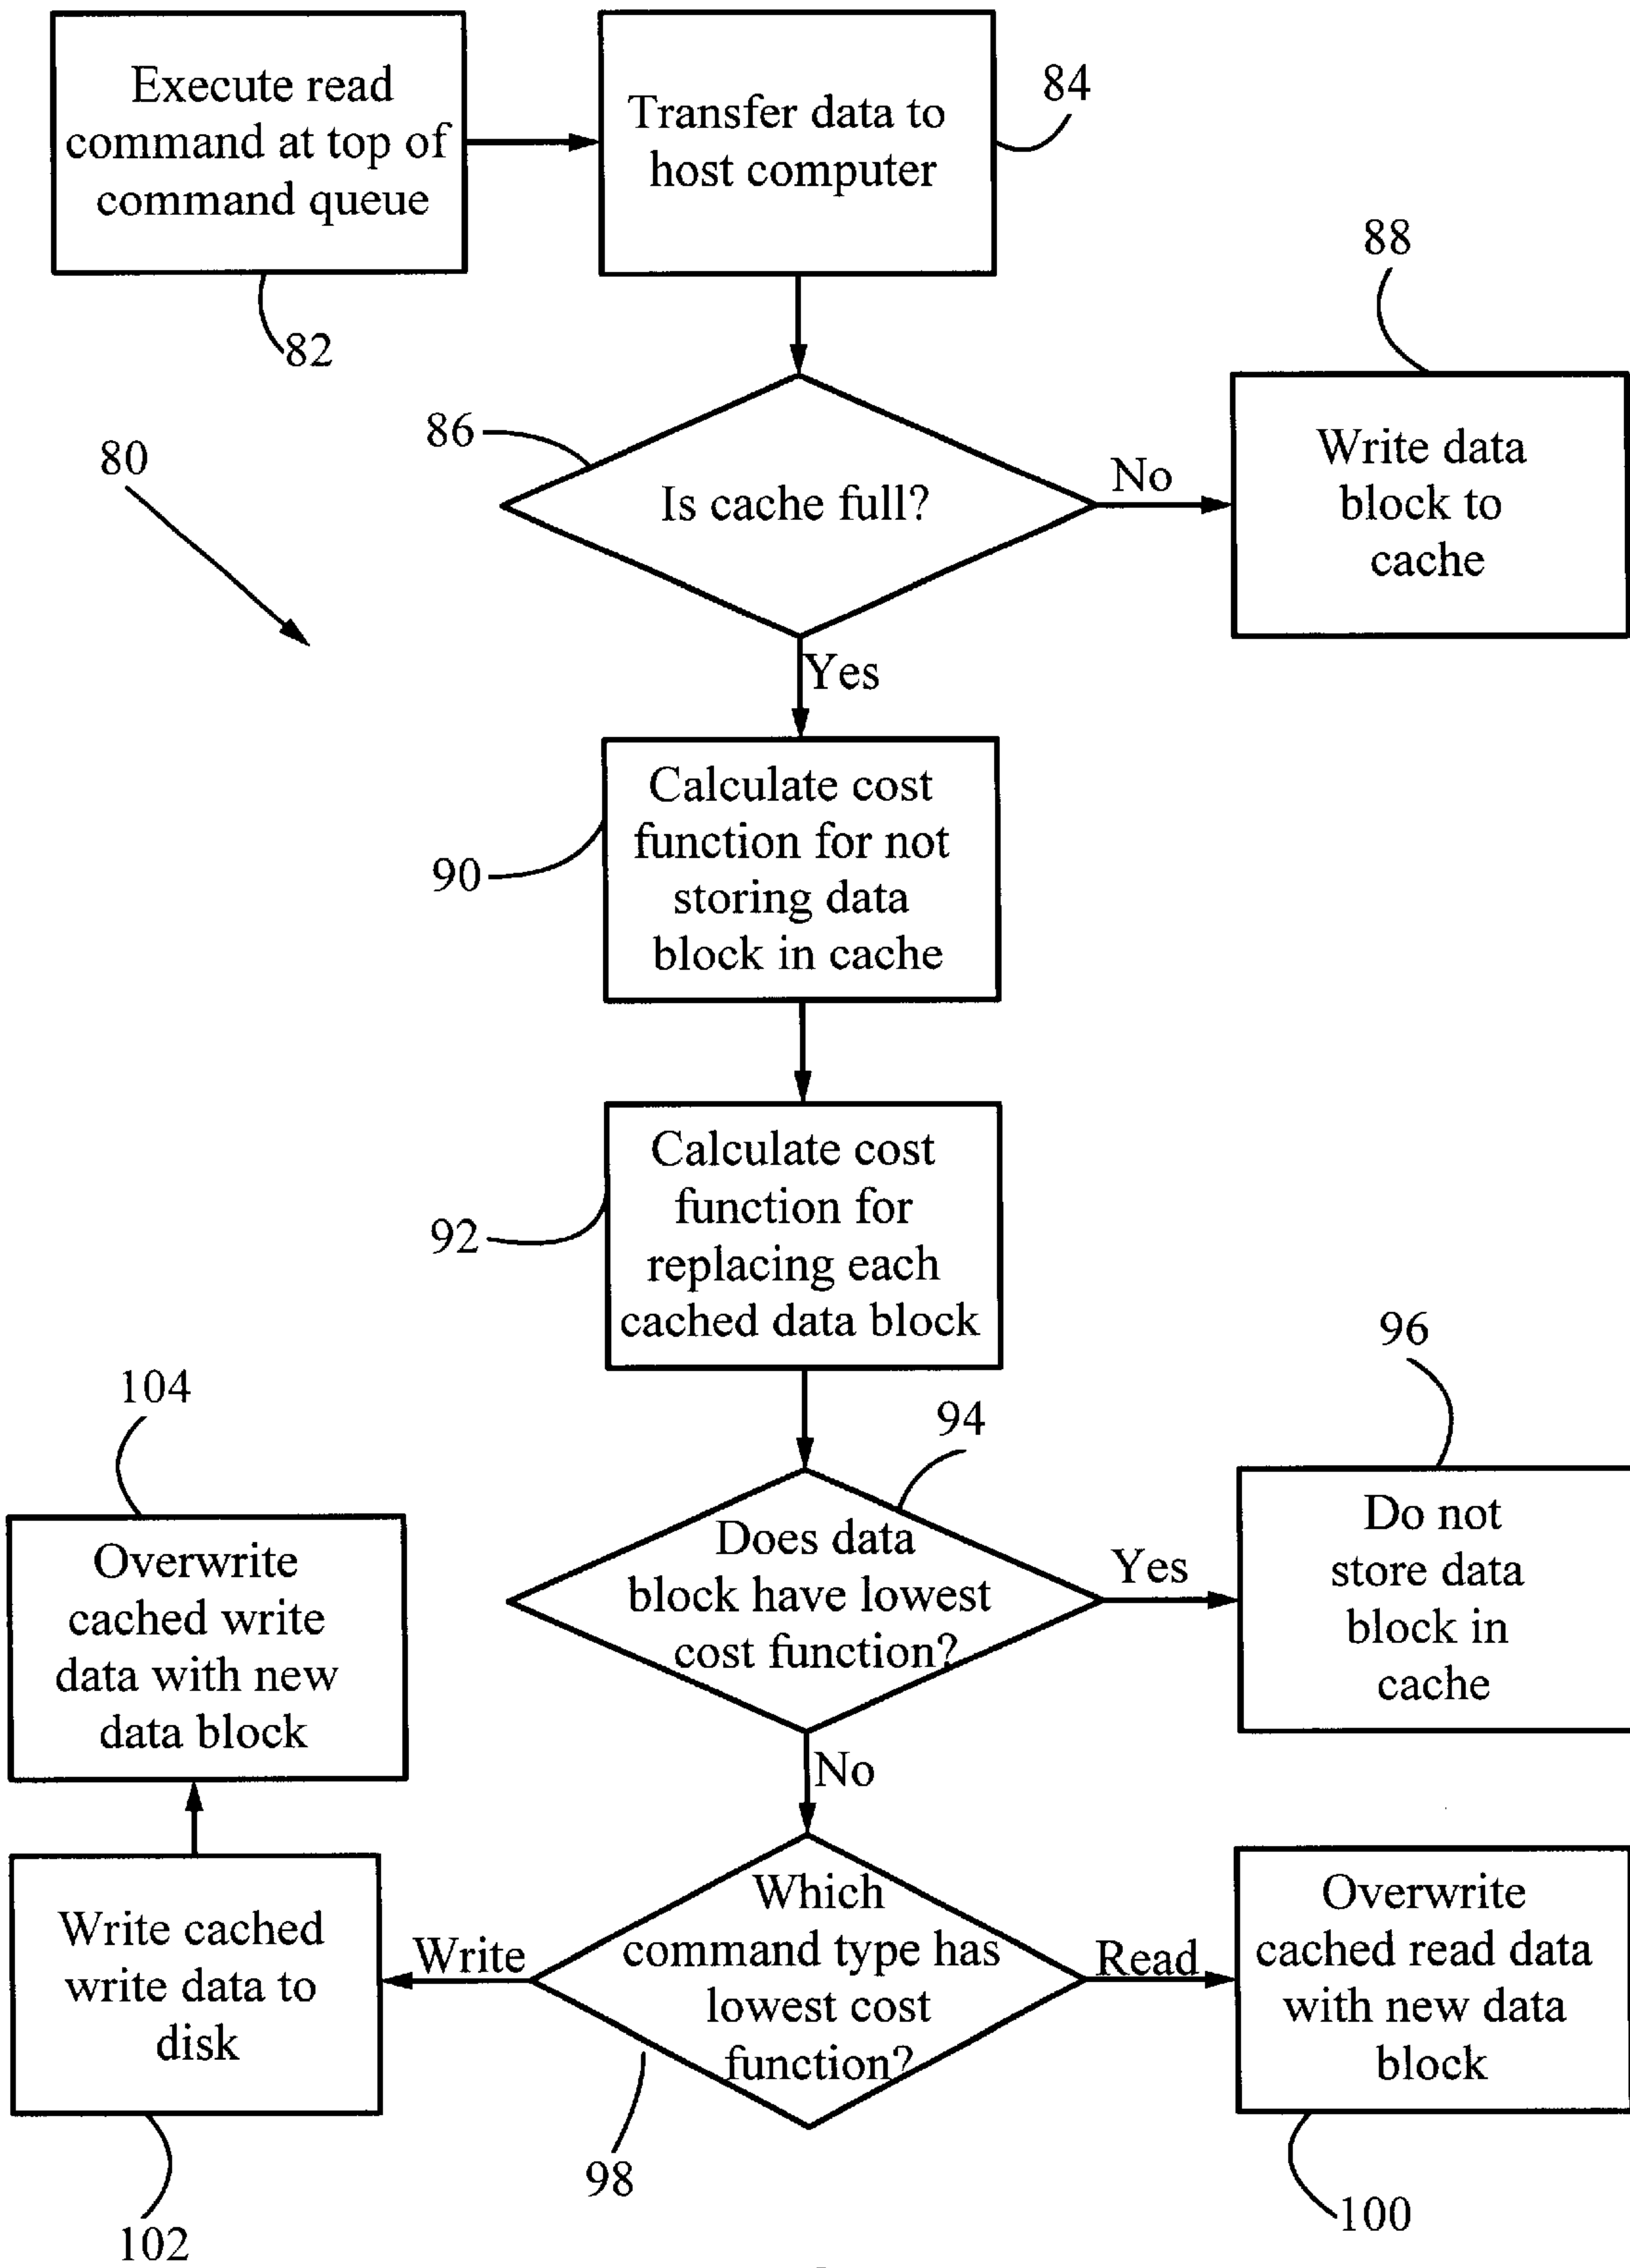 Execute read
command at top of
command queue
82
Transfer data to
host computer
84
80
86
Is cache full?
No
88
Write data
block to
cache
Yes
90
Calculate cost
function for not
storing data
block in cache
92
Calculate cost
function for
replacing each
cached data block
94
Does data
block have lowest
cost function?
Yes
96
Do not
store data
block in
cache
No
98
Which
command type has
lowest cost
function?
Read
Overwrite
cached read data
with new data
block
100
Write
Write cached
write data to
disk
102
104
Overwrite
cached write
data with new
data block